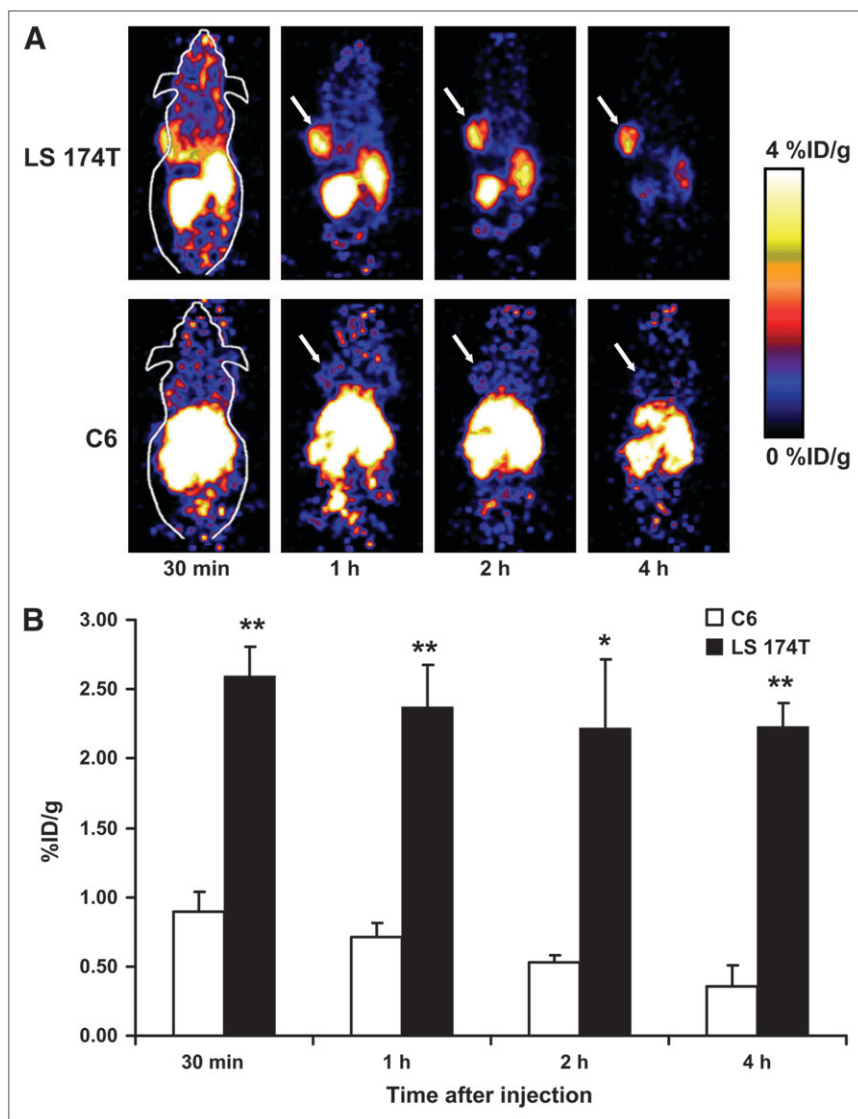 A
LS 174T
4 %ID/g
0 %ID/g
C6
30 min 1 h 2 h 4 h
B
C6
LS 174T
3.00
2.50
2.00
1.50
1.00
0.50
0.00
%ID/g
** ** * **
30 min 1 h 2 h 4 h
Time after injection